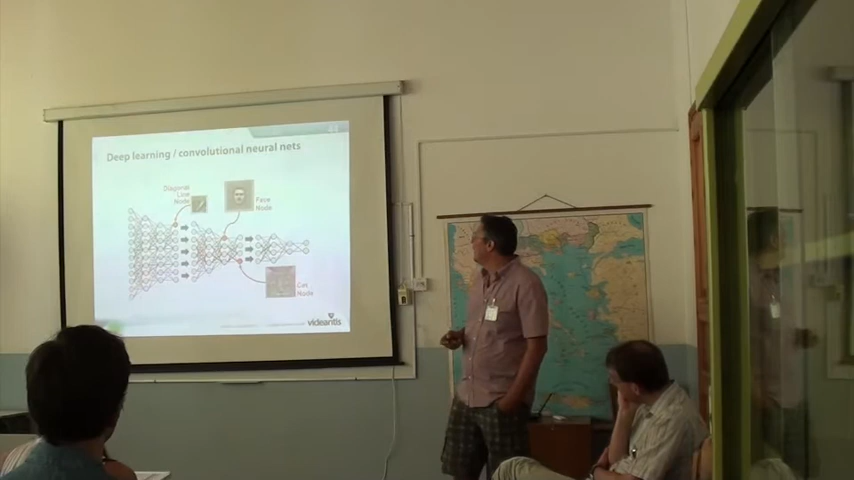 Deep learning / convolutional neural nets
Diagonal
Line
Node
Face
Node
Cat
Node
videantis